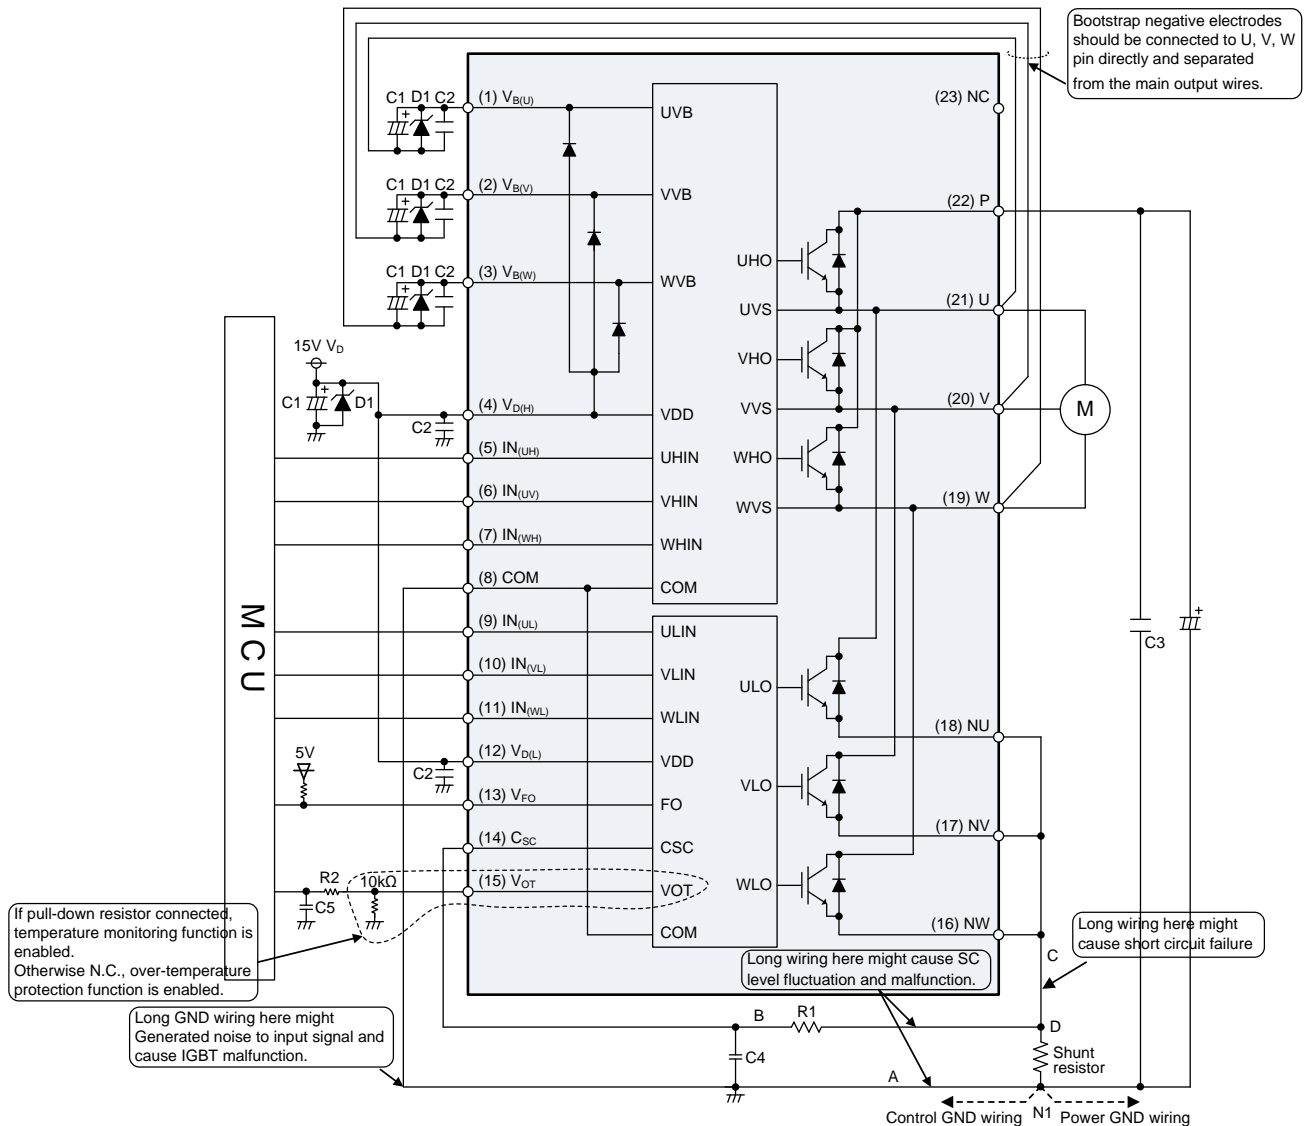 Bootstrap negative electrodes
should be connected to U, V, W
pin directly and separated
from the main output wires.
C1 D1 C2
+
(1) VB(U)
UVB
(23) NC
C1 D1 C2
+
(2) VB(V)
VVB
(22) P
C1 D1 C2
+
(3) VB(W)
WVB
UHO
(21) U
UVS
15V VD
VHO
C1
+
D1
(4) VD(H)
VDD
VVS
(20) V
M
C2
(5) IN(UH)
UHIN
WHO
(6) IN(UV)
VHIN
WVS
(19) W
(7) IN(WH)
WHIN
(8) COM
COM
MCU
(9) IN(UL)
ULIN
+
C3
(10) IN(VL)
VLIN
ULO
(11) IN(WL)
WLIN
(18) NU
5V
C2
(12) VD(L)
VDD
VLO
(13) VFO
FO
(17) NV
(14) CSC
CSC
R2
10kΩ
(15) VOT
VOT
WLO
C5
COM
(16) NW
If pull-down resistor connected,
temperature monitoring function is
enabled.
Otherwise N.C., over-temperature
protection function is enabled.
Long wiring here might
cause short circuit failure
C
Long wiring here might cause SC
level fluctuation and malfunction.
Long GND wiring here might
Generated noise to input signal and
cause IGBT malfunction.
B
R1
D
C4
Shunt
resistor
A
Control GND wiring
N1
Power GND wiring